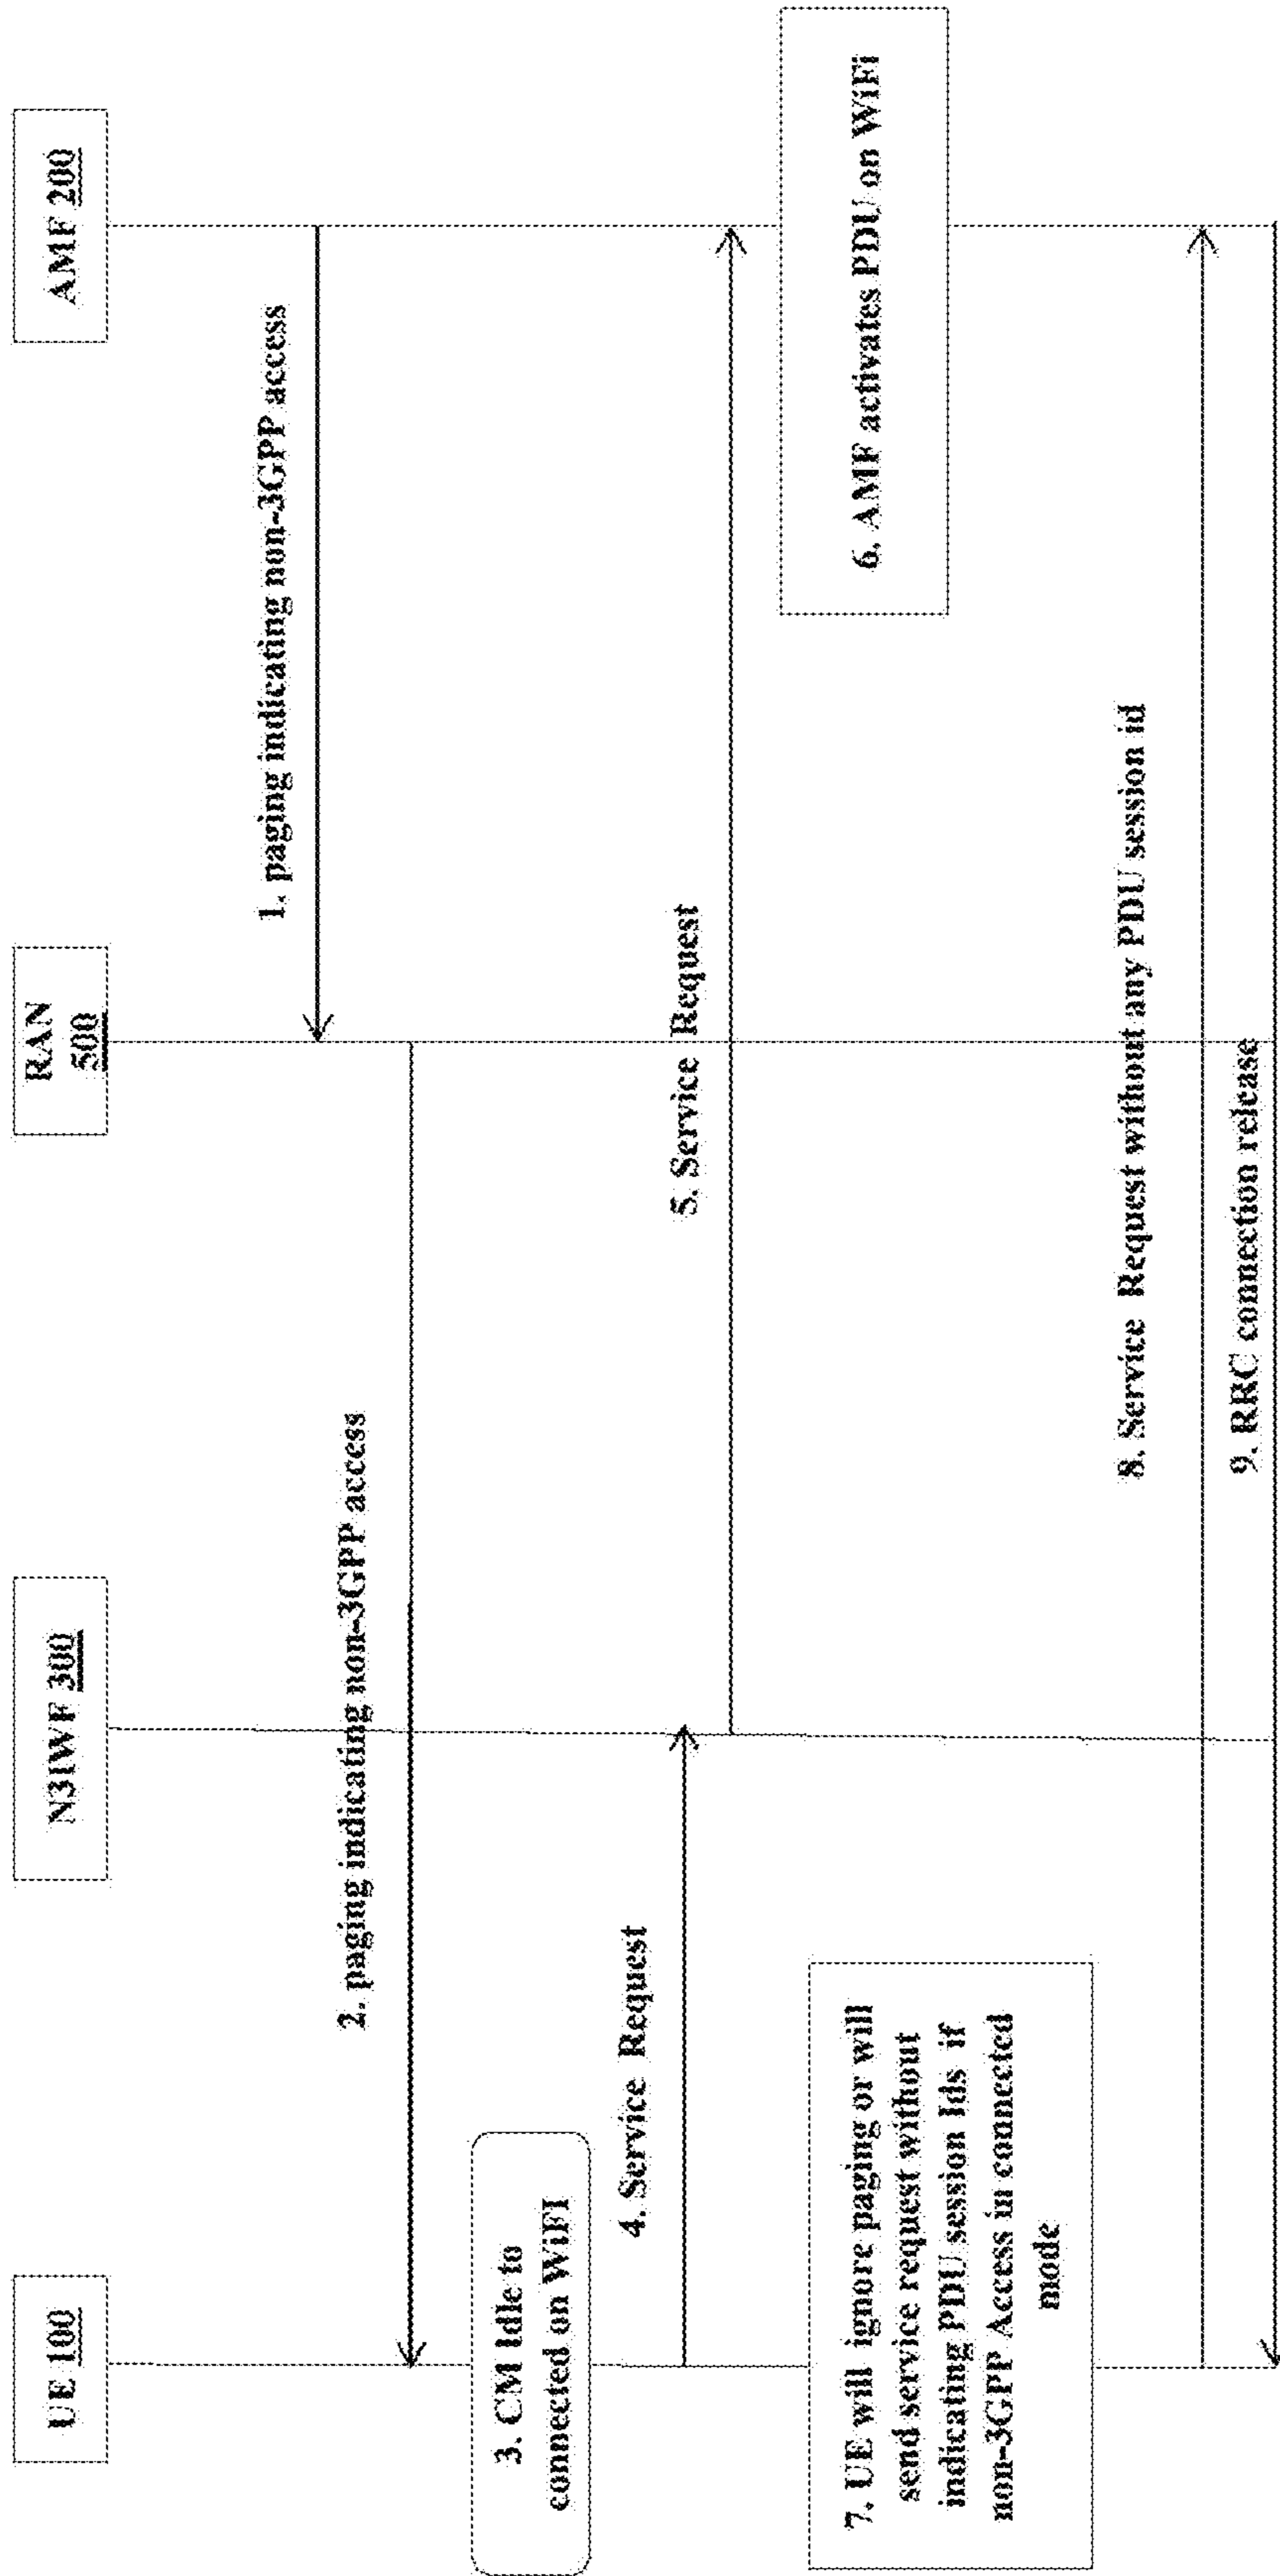 UE 100
N3IWF 300
RAN
500
AMF 200
1. paging indicating non-3GPP access
2. paging indicating non-3GPP access
3. CM Idle to
connected on WiFI
4. Service Request
5. Service Request
6. AMF activates PDU on WiFi
7. UE will ignore paging or will
send service request without
indicating PDU session Ids if
non-3GPP Access in connected
mode
8. Service Request without any PDU session id
9. RRC connection release